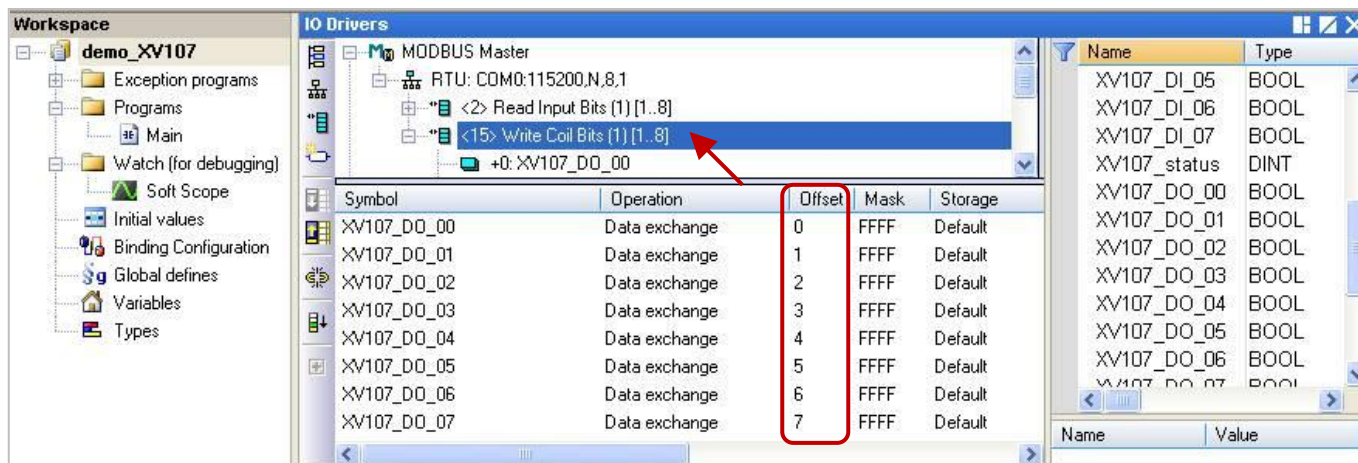 Workspace
demo_XV107
Exception programs
Programs
Main
Watch (for debugging)
Soft Scope
Initial values
Binding Configuration
Global defines
Variables
Types
IO Drivers
MODBUS Master
RTU: COM0:115200,N,8,1
<2> Read Input Bits (1) [1..8]
<15> Write Coil Bits (1) [1..8]
+0: XV107_DO_00
Symbol Operation Offset Mask Storage
XV107_DO_00 Data exchange 0 FFFF Default
XV107_DO_01 Data exchange 1 FFFF Default
XV107_DO_02 Data exchange 2 FFFF Default
XV107_DO_03 Data exchange 3 FFFF Default
XV107_DO_04 Data exchange 4 FFFF Default
XV107_DO_05 Data exchange 5 FFFF Default
XV107_DO_06 Data exchange 6 FFFF Default
XV107_DO_07 Data exchange 7 FFFF Default
Name Type
XV107_DI_05 BOOL
XV107_DI_06 BOOL
XV107_DI_07 BOOL
XV107_status DINT
XV107_DO_00 BOOL
XV107_DO_01 BOOL
XV107_DO_02 BOOL
XV107_DO_03 BOOL
XV107_DO_04 BOOL
XV107_DO_05 BOOL
XV107_DO_06 BOOL
XV107_DO_07 BOOL
Name Value